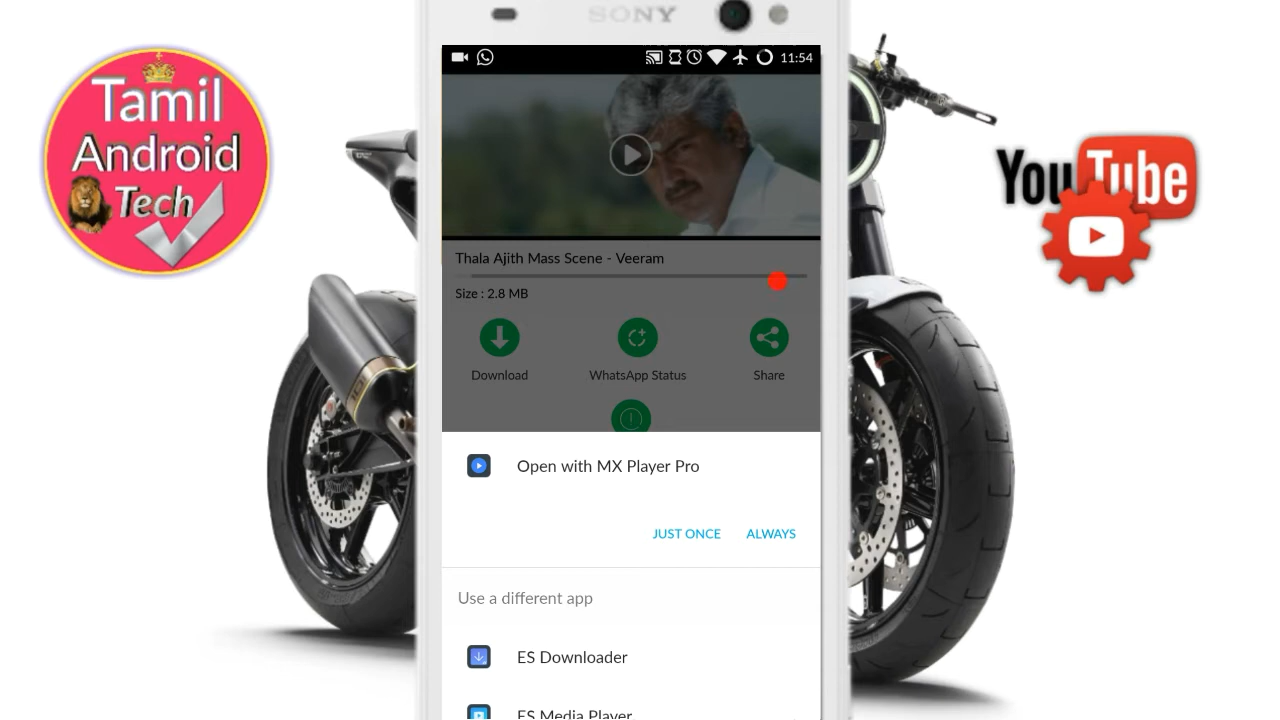 SONY
11:54
Tamil
Android
Tech
YouTube
Thala Ajith Mass Scene - Veeram
Size : 2.8 MB
Download
WhatsApp Status
Share
Open with MX Player Pro
JUST ONCE
ALWAYS
Use a different app
ES Downloader
ES Media Player